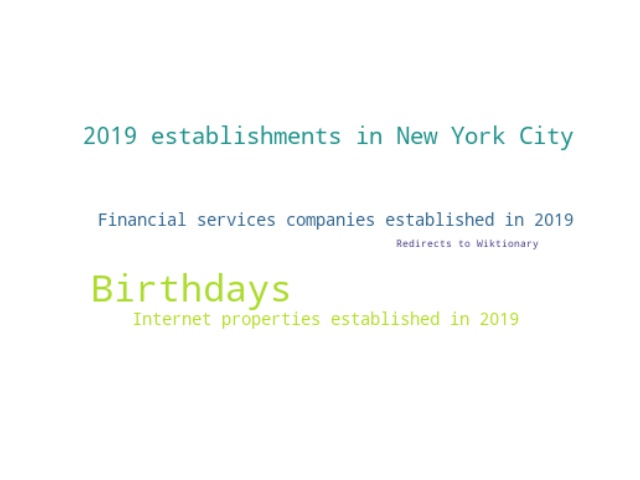 2019 establishments in New York City
Financial services companies established in 2019
Redirects to Wiktionary
Birthdays
Internet properties established in 2019